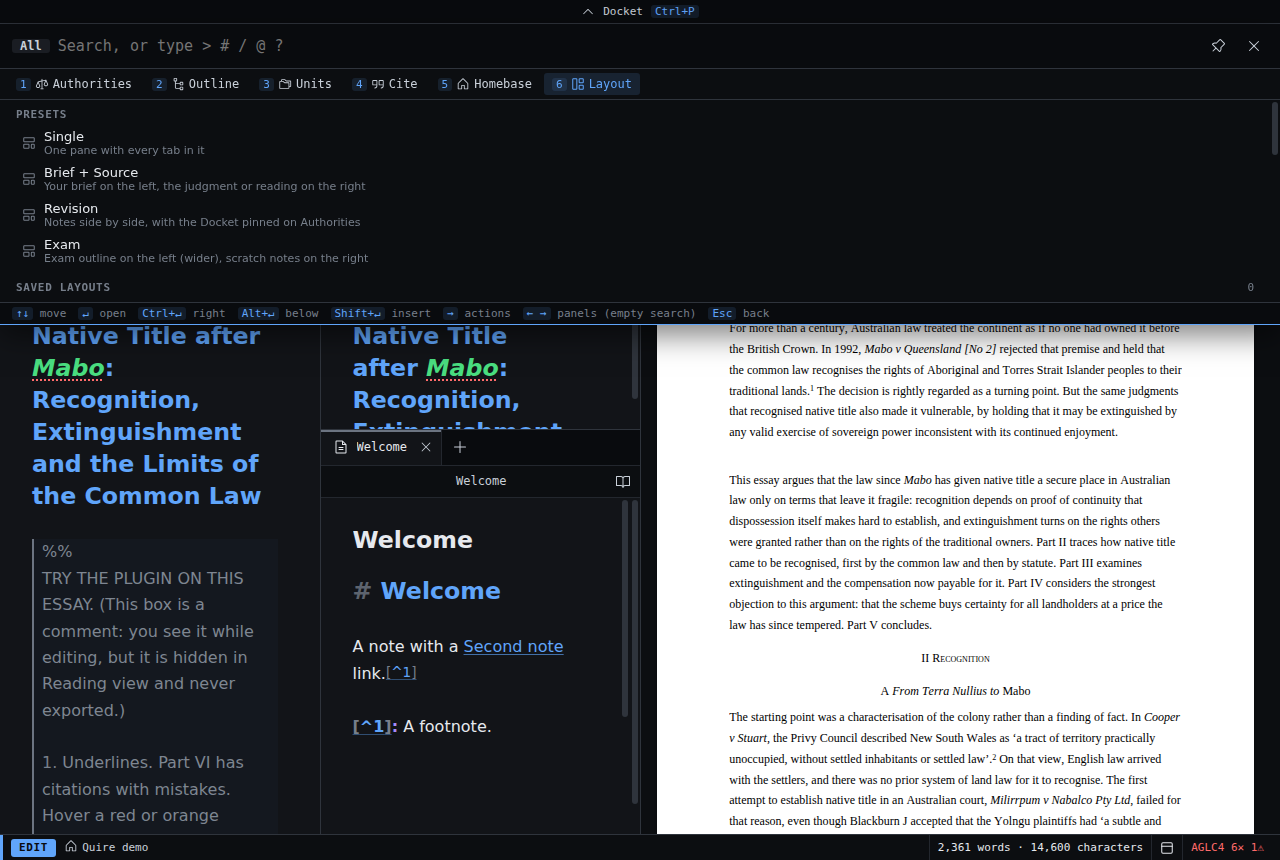 Docket Ctrl+P
All Search, or type > # / @ ?
1 Authorities 2 Outline 3 Units 4 Cite 5 Homebase 6 Layout
PRESETS
Single
One pane with every tab in it
Brief + Source
Your brief on the left, the judgment or reading on the right
Revision
Notes side by side, with the Docket pinned on Authorities
Exam
Exam outline on the left (wider), scratch notes on the right
SAVED LAYOUTS 0
↑↓ move ↵ open Ctrl+↵ right Alt+↵ below Shift+↵ insert → actions ← → panels (empty search) Esc back
Native Title after
Mabo:
Recognition,
Extinguishment
and the Limits of
the Common Law
%%
TRY THE PLUGIN ON THIS
ESSAY. (This box is a
comment: you see it while
editing, but it is hidden in
Reading view and never
exported.)
1. Underlines. Part VI has
citations with mistakes.
Hover a red or orange
Native Title
after Mabo:
Recognition,
Extinguishment
Welcome
Welcome
Welcome
# Welcome
A note with a Second note
link.[^1]
[^1]: A footnote.
For more than a century, Australian law treated the continent as if no one had owned it before
the British Crown. In 1992, Mabo v Queensland [No 2] rejected that premise and held that
the common law recognises the rights of Aboriginal and Torres Strait Islander peoples to their
traditional lands.1 The decision is rightly regarded as a turning point. But the same judgments
that recognised native title also made it vulnerable, by holding that it may be extinguished by
any valid exercise of sovereign power inconsistent with its continued enjoyment.
This essay argues that the law since Mabo has given native title a secure place in Australian
law only on terms that leave it fragile: recognition depends on proof of continuity that
dispossession itself makes hard to establish, and extinguishment turns on the rights others
were granted rather than on the rights of the traditional owners. Part II traces how native title
came to be recognised, first by the common law and then by statute. Part III examines
extinguishment and the compensation now payable for it. Part IV considers the strongest
objection to this argument: that the scheme buys certainty for all landholders at a price the
law has since tempered. Part V concludes.
II Recognition
A From Terra Nullius to Mabo
The starting point was a characterisation of the colony rather than a finding of fact. In Cooper
v Stuart, the Privy Council described New South Wales as ‘a tract of territory practically
unoccupied, without settled inhabitants or settled law’.2 On that view, English law arrived
with the settlers, and there was no prior system of land law for it to recognise. The first
attempt to establish native title in an Australian court, Milirrpum v Nabalco Pty Ltd, failed for
that reason, even though Blackburn J accepted that the Yolngu plaintiffs had ‘a subtle and
EDIT Quire demo 2,361 words · 14,600 characters AGLC4 6× 1⚠